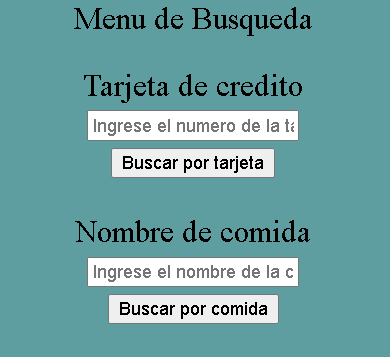 Menu de Busqueda
Tarjeta de credito
Ingrese el numero de la ta
Buscar por tarjeta
Nombre de comida
Ingrese el nombre de la c
Buscar por comida